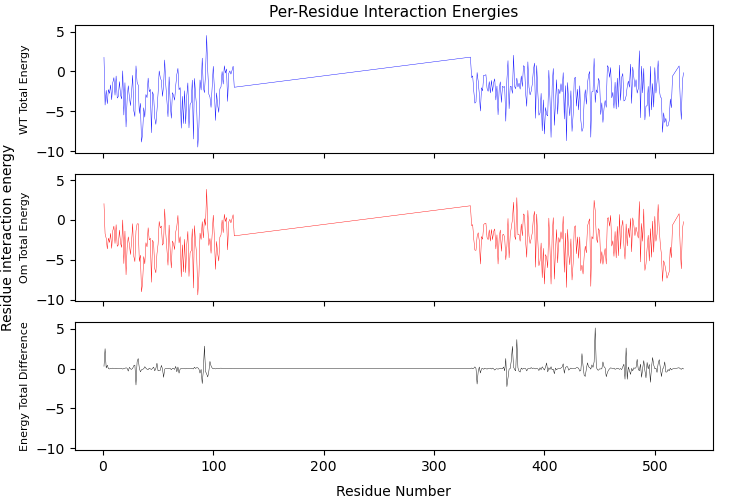 Per-Residue Interaction Energies
Residue interaction energy
WT Total Energy
5
0
−5
−10
Om Total Energy
5
0
−5
−10
Energy Total Difference
5
0
−5
−10
0 100 200 300 400 500
Residue Number